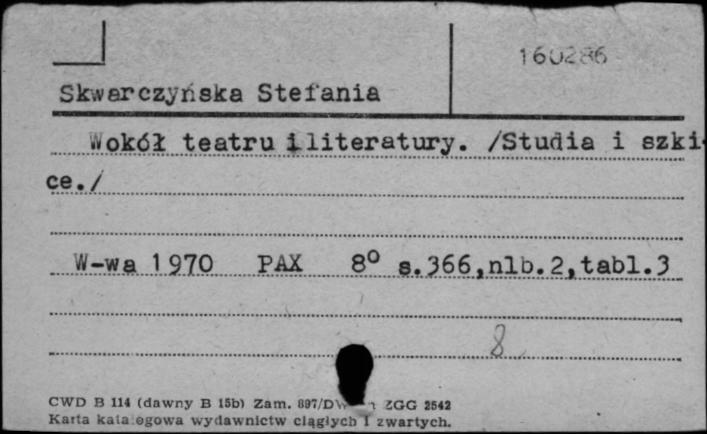 160286
Skwarczyńska Stefania
Wokół teatru i literatury. /Studia i szki-
ce./
W-wa 1970 PAX 8° s.366,nlb.2,tabl.3
8
CWD B 114 (dawny B 15b) Zam. 897/ ZGG 2542
Karta katalogowa wydawnictw ciągłych i zwartych.